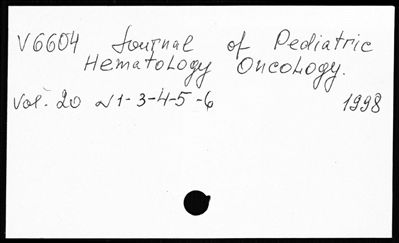 V6604 Journal of Pediatric
Hematology Oncology.
Vol. 20 N1-3-4-5-6 1998